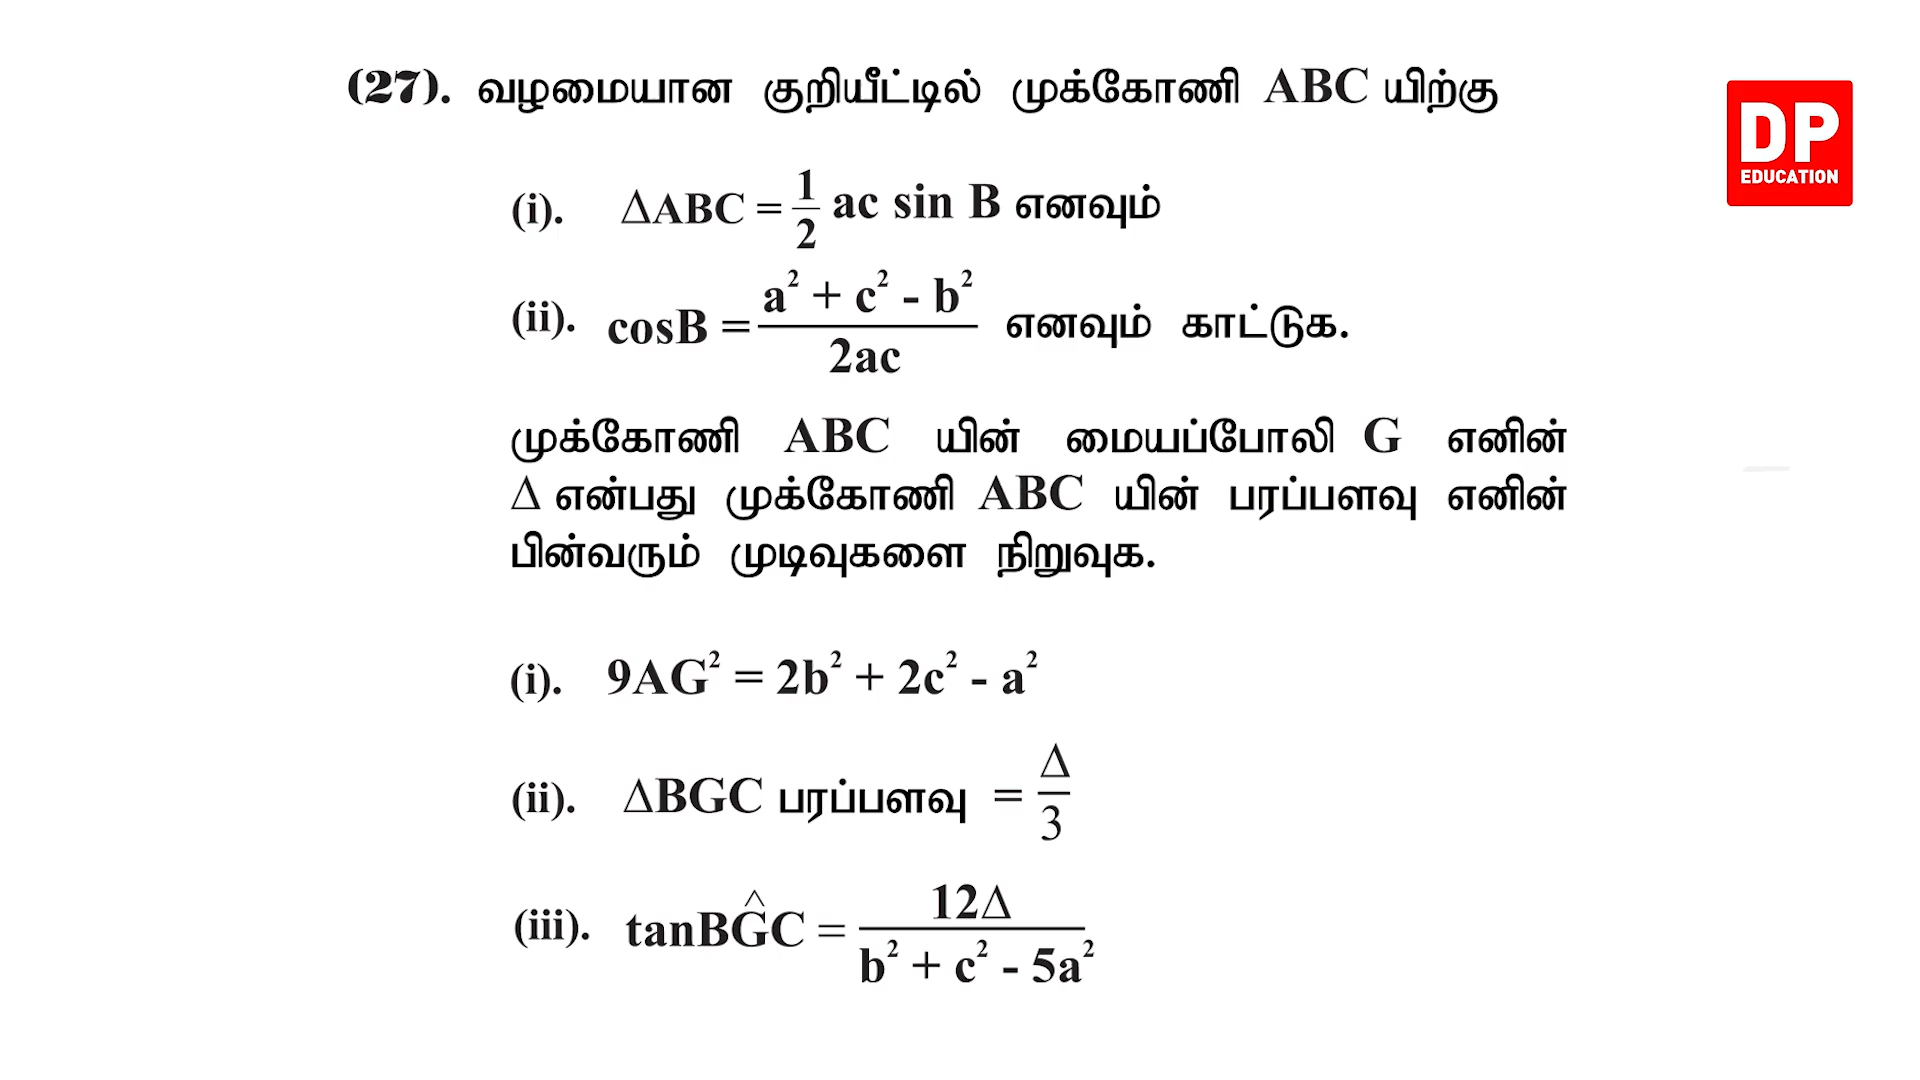 (27). வழமையான குறியீட்டில் முக்கோணி ABC யிற்கு
DP
EDUCATION
(i). ΔABC = 1/2 ac sin B எனவும்
(ii). cosB = (a² + c² - b²)/2ac எனவும் காட்டுக.
முக்கோணி ABC யின் மையப்போலி G எனின்
Δ என்பது முக்கோணி ABC யின் பரப்பளவு எனின்
பின்வரும் முடிவுகளை நிறுவுக.
(i). 9AG² = 2b² + 2c² - a²
(ii). ΔBGC பரப்பளவு = Δ/3
(iii). tanBĜC = 12Δ/(b² + c² - 5a²)